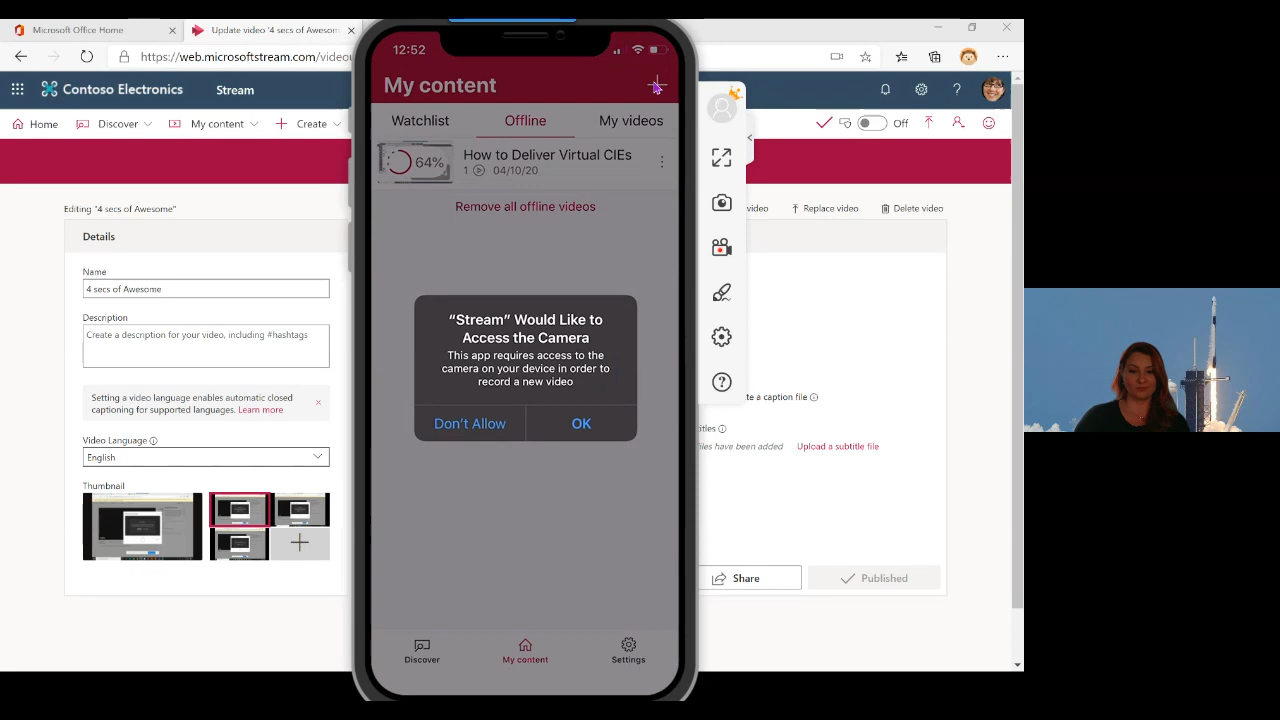 Microsoft Office Home
Update video '4 secs of Awesom
https://web.microsoftstream.com/video
Contoso Electronics
Stream
Home
Discover
My content
Create
Off
Editing "4 secs of Awesome"
video
Replace video
Delete video
Details
Name
4 secs of Awesome
Description
Create a description for your video, including #hashtags
Setting a video language enables automatic closed
captioning for supported languages. Learn more
Video Language
English
Thumbnail
12:52
My content
Watchlist
Offline
My videos
64%
How to Deliver Virtual CIEs
1
04/10/20
Remove all offline videos
“Stream” Would Like to
Access the Camera
This app requires access to the
camera on your device in order to
record a new video
Don’t Allow
OK
Discover
My content
Settings
te a caption file
titles
files have been added
Upload a subtitle file
Share
Published